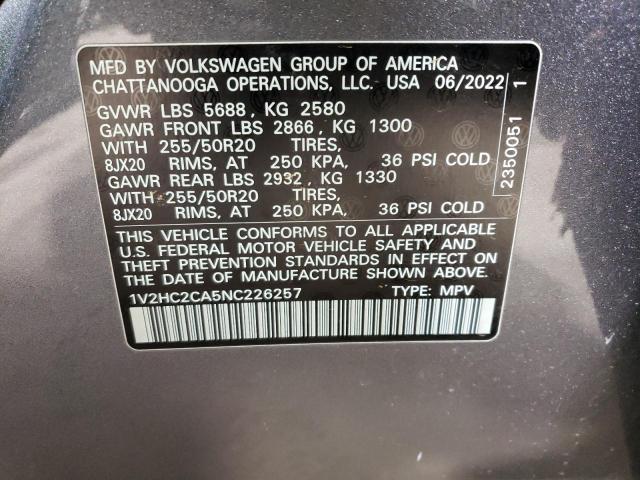 MFD BY VOLKSWAGEN GROUP OF AMERICA
CHATTANOOGA OPERATIONS, LLC. USA 06/2022
GVWR LBS 5688, KG 2580
GAWR FRONT LBS 2866, KG 1300
WITH 255/50R20 TIRES,
8JX20 RIMS, AT 250 KPA, 36 PSI COLD
GAWR REAR LBS 2932, KG 1330
WITH 255/50R20 TIRES,
8JX20 RIMS, AT 250 KPA, 36 PSI COLD
THIS VEHICLE CONFORMS TO ALL APPLICABLE
U.S. FEDERAL MOTOR VEHICLE SAFETY AND
THEFT PREVENTION STANDARDS IN EFFECT ON
THE DATE OF MANUFACTURE SHOWN ABOVE.
1V2HC2CA5NC226257 TYPE: MPV
2350051 1